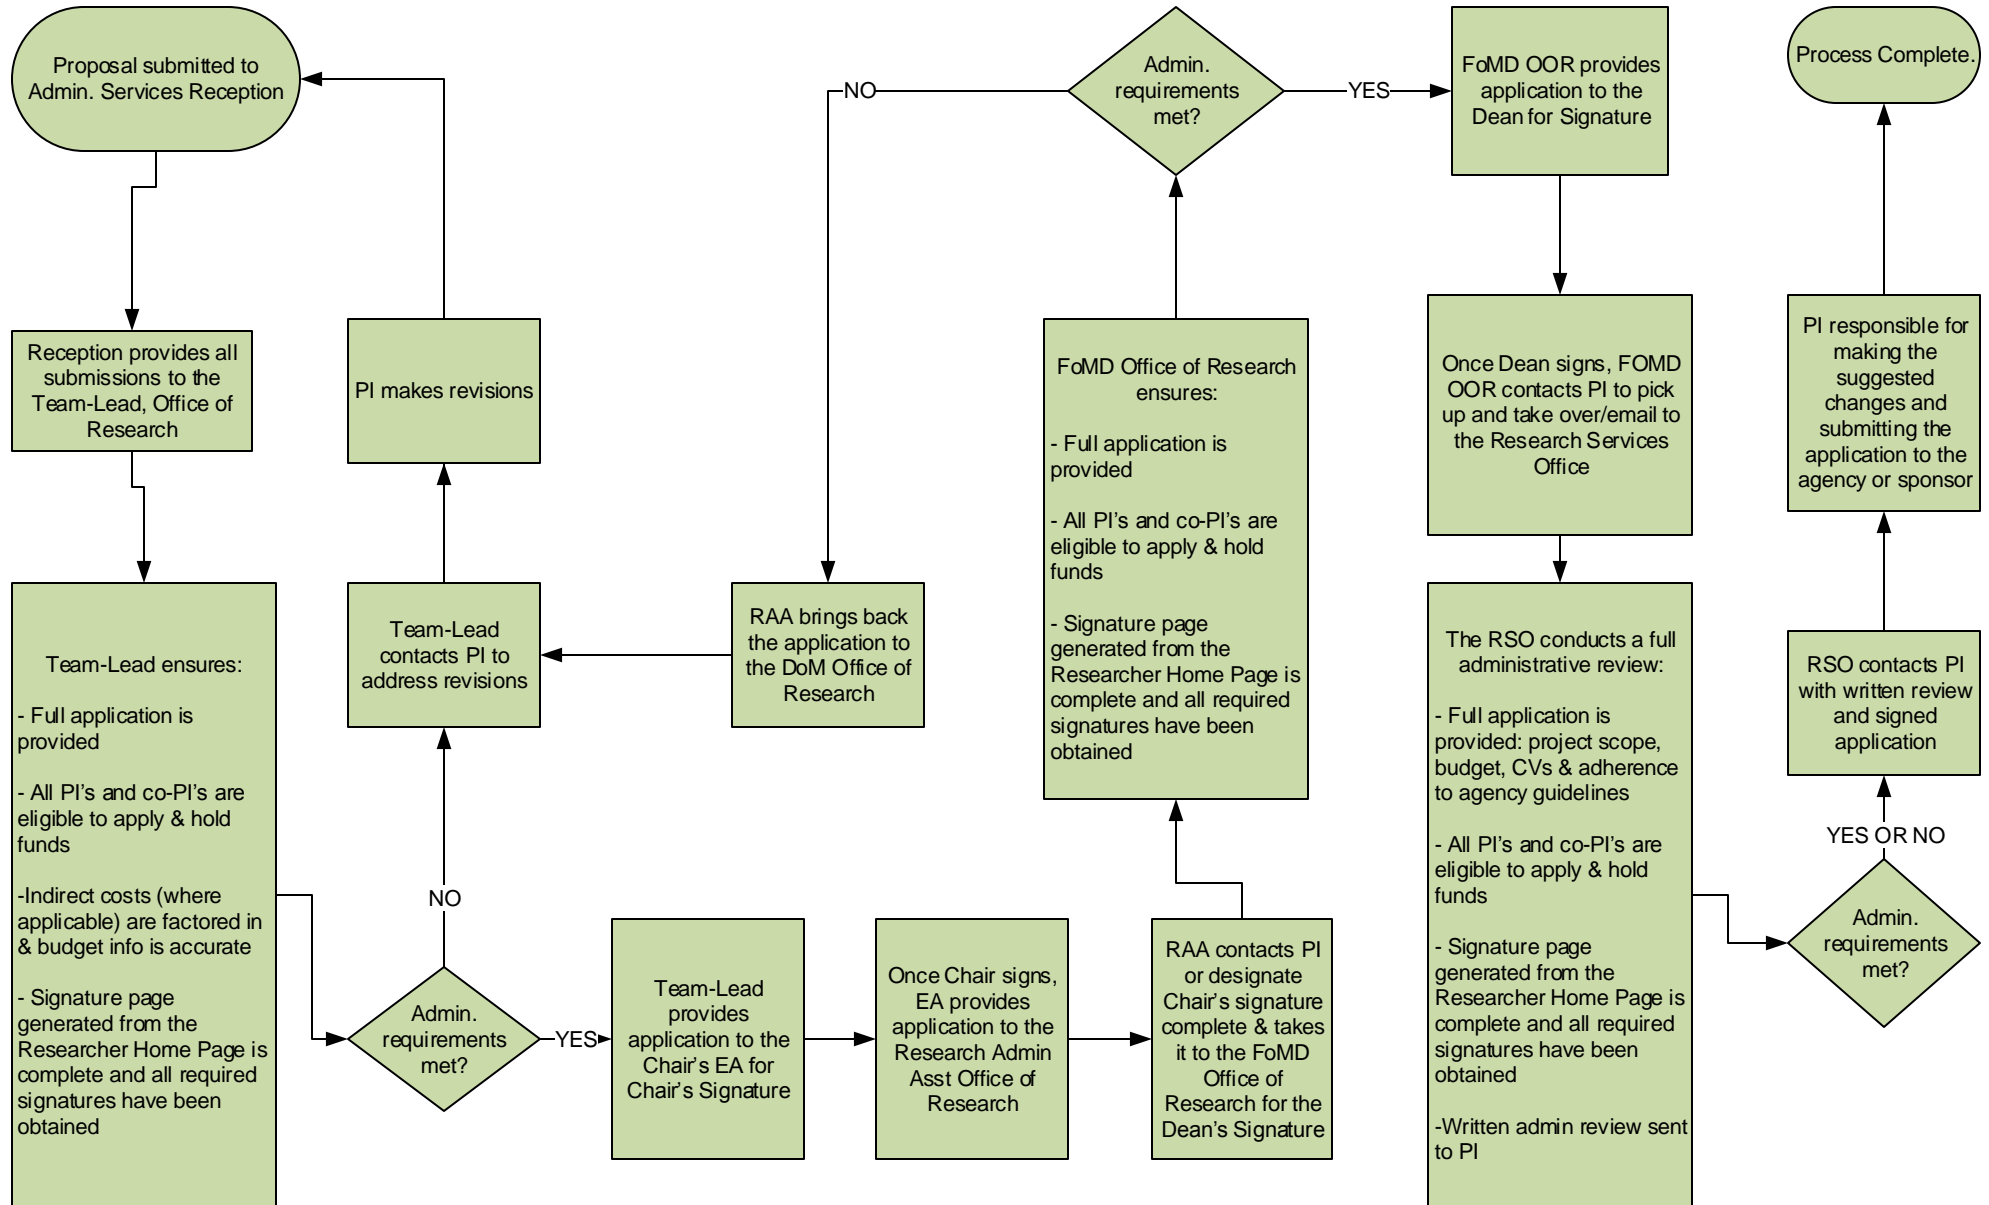 Proposal submitted to
Admin. Services Reception
Reception provides all
submissions to the
Team-Lead, Office of
Research
Team-Lead ensures:
- Full application is
provided
- All PI's and co-PI's are
eligible to apply & hold
funds
-Indirect costs (where
applicable) are factored in
& budget info is accurate
- Signature page
generated from the
Researcher Home Page is
complete and all required
signatures have been
obtained
Admin.
requirements
met?
NO
Team-Lead
contacts PI to
address revisions
PI makes revisions
YES
Team-Lead
provides
application to the
Chair's EA for
Chair's Signature
Once Chair signs,
EA provides
application to the
Research Admin
Asst Office of
Research
RAA contacts PI
or designate
Chair's signature
complete & takes
it to the FoMD
Office of
Research for the
Dean's Signature
FoMD Office of Research
ensures:
- Full application is
provided
- All PI's and co-PI's are
eligible to apply & hold
funds
- Signature page
generated from the
Researcher Home Page is
complete and all required
signatures have been
obtained
Admin.
requirements
met?
NO
RAA brings back
the application to
the DoM Office of
Research
YES
FoMD OOR provides
application to the
Dean for Signature
Once Dean signs, FOMD
OOR contacts PI to pick
up and take over/email to
the Research Services
Office
The RSO conducts a full
administrative review:
- Full application is
provided: project scope,
budget, CVs & adherence
to agency guidelines
- All PI's and co-PI's are
eligible to apply & hold
funds
- Signature page
generated from the
Researcher Home Page is
complete and all required
signatures have been
obtained
-Written admin review sent
to PI
Admin.
requirements
met?
YES OR NO
RSO contacts PI
with written review
and signed
application
PI responsible for
making the
suggested
changes and
submitting the
application to the
agency or sponsor
Process Complete.